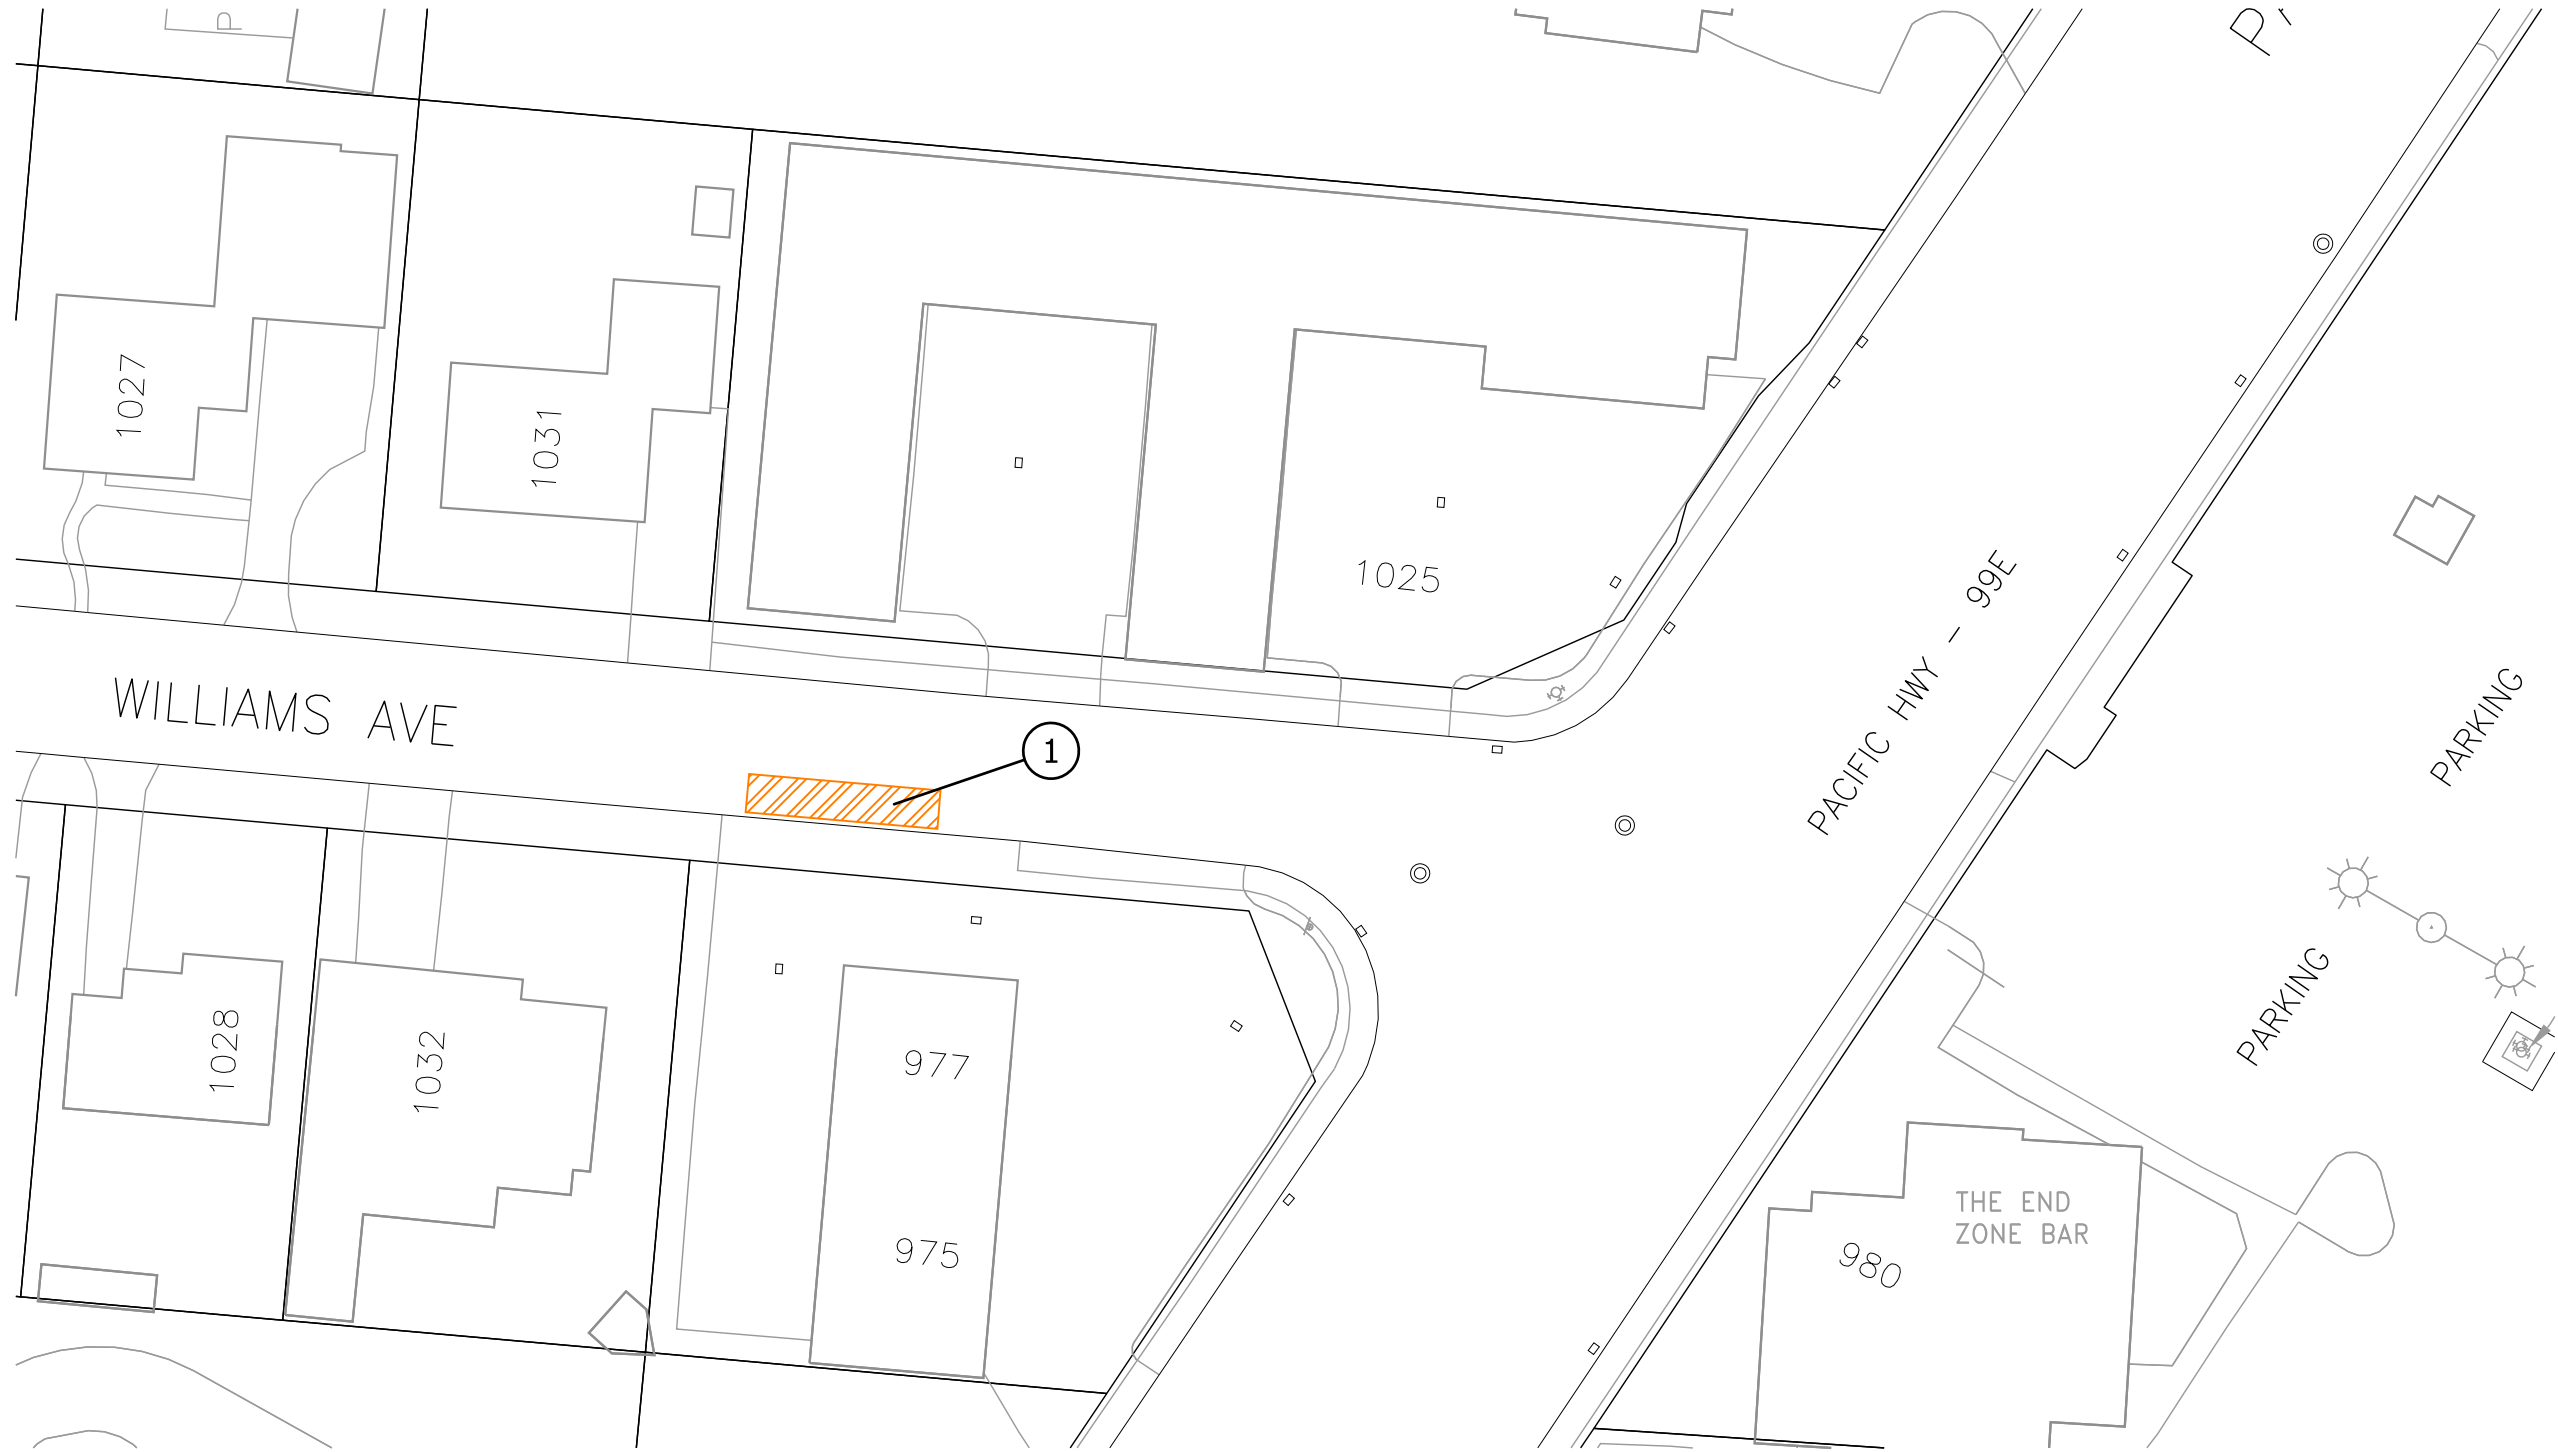 P
1027
1031
1025
WILLIAMS AVE
1
PACIFIC HWY - 99E
PARKING
PARKING
1028
1032
977
975
980
THE END
ZONE BAR